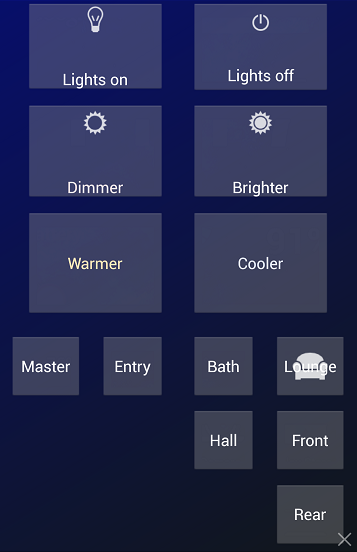 Lights on
Lights off
Dimmer
Brighter
Warmer
Cooler
Master
Entry
Bath
Lounge
Hall
Front
Rear